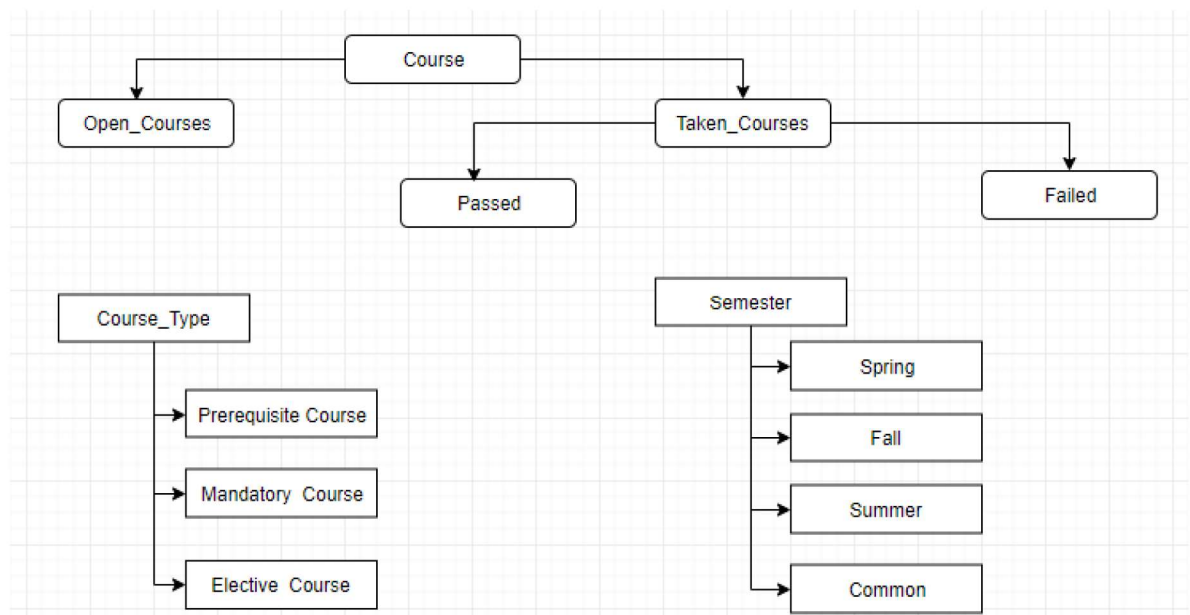 Course
Open_Courses
Taken_Courses
Passed
Failed
Course_Type
Prerequisite Course
Mandatory  Course
Elective  Course
Semester
Spring
Fall
Summer
Common